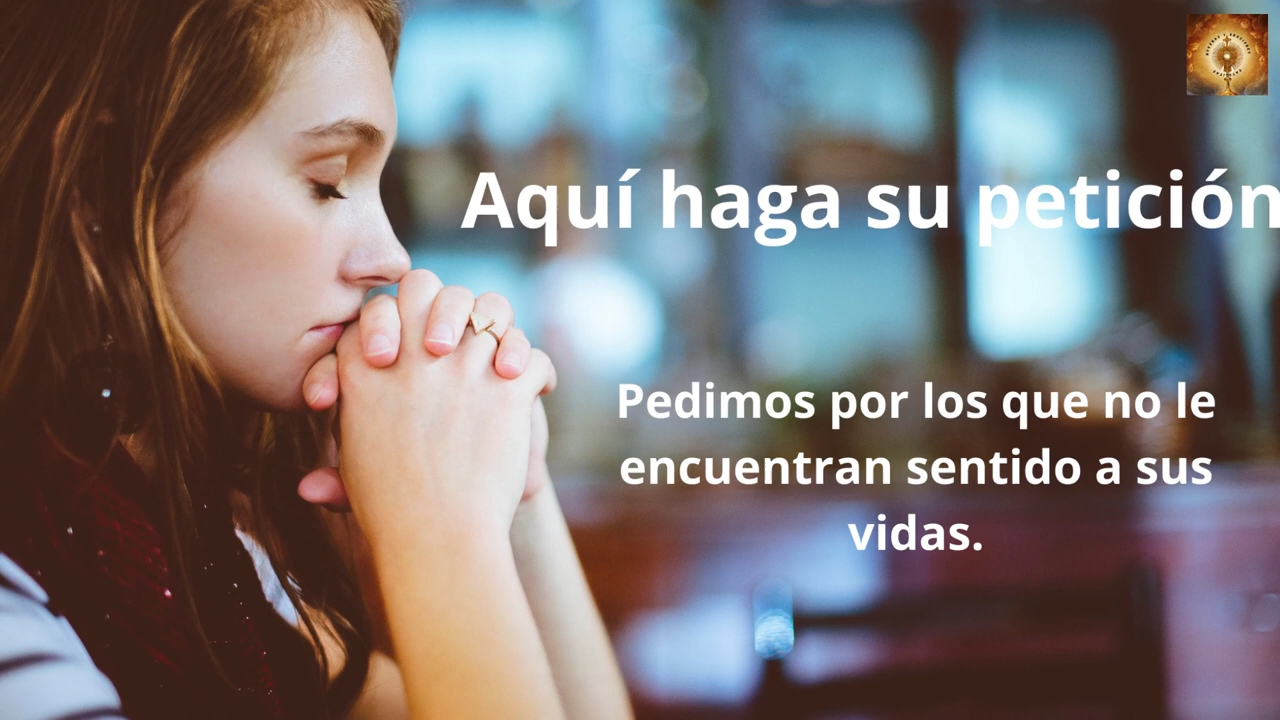 Aquí haga su petición
Pedimos por los que no le
encuentran sentido a sus
vidas.